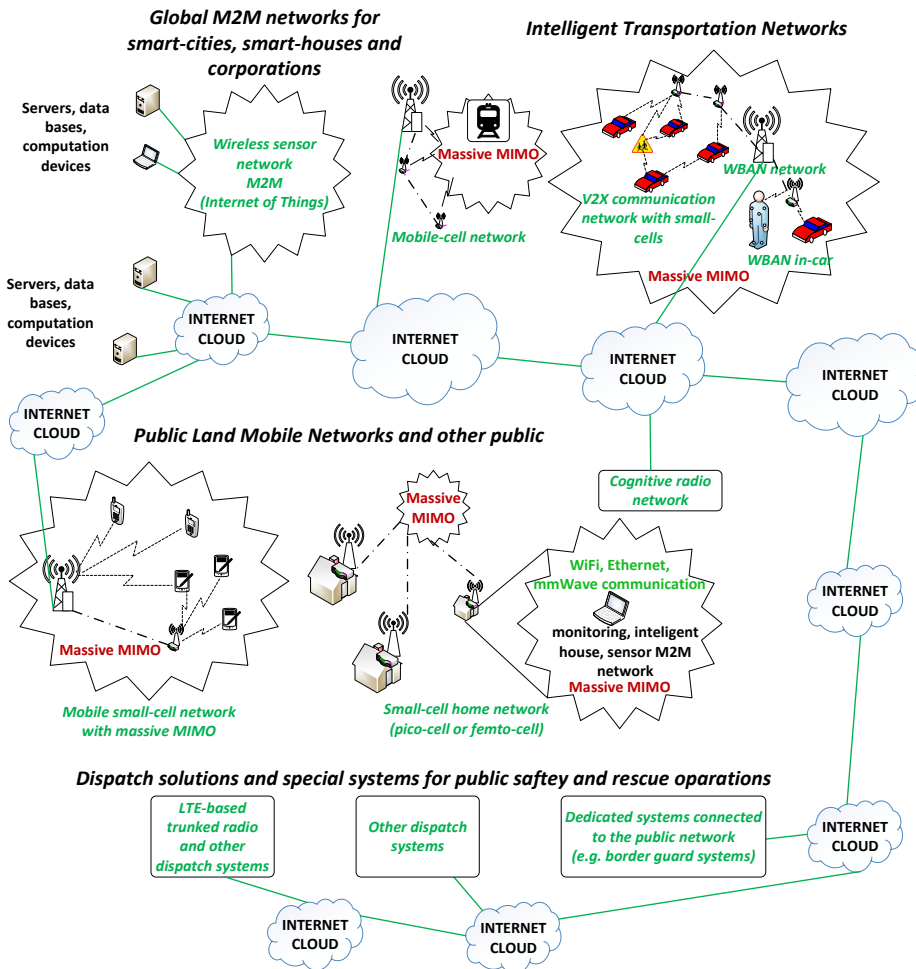 Global M2M networks for
smart-cities, smart-houses and
corporations
Intelligent Transportation Networks
Servers, data
bases,
computation
devices
Wireless sensor
network
M2M
(Internet of Things)
Massive MIMO
Mobile-cell network
WBAN network
V2X communication
network with small-
cells
WBAN in-car
Massive MIMO
Servers, data
bases,
computation
devices
INTERNET
CLOUD
INTERNET
CLOUD
INTERNET
CLOUD
INTERNET
CLOUD
INTERNET
CLOUD
Public Land Mobile Networks and other public
Cognitive radio
network
Massive
MIMO
WiFi, Ethernet,
mmWave communication
monitoring, inteligent
house, sensor M2M
network
Massive MIMO
Massive MIMO
INTERNET
CLOUD
Mobile small-cell network
with massive MIMO
Small-cell home network
(pico-cell or femto-cell)
Dispatch solutions and special systems for public saftey and rescue oparations
LTE-based
trunked radio
and other
dispatch systems
Other dispatch
systems
Dedicated systems connected
to the public network
(e.g. border guard systems)
INTERNET
CLOUD
INTERNET
CLOUD
INTERNET
CLOUD